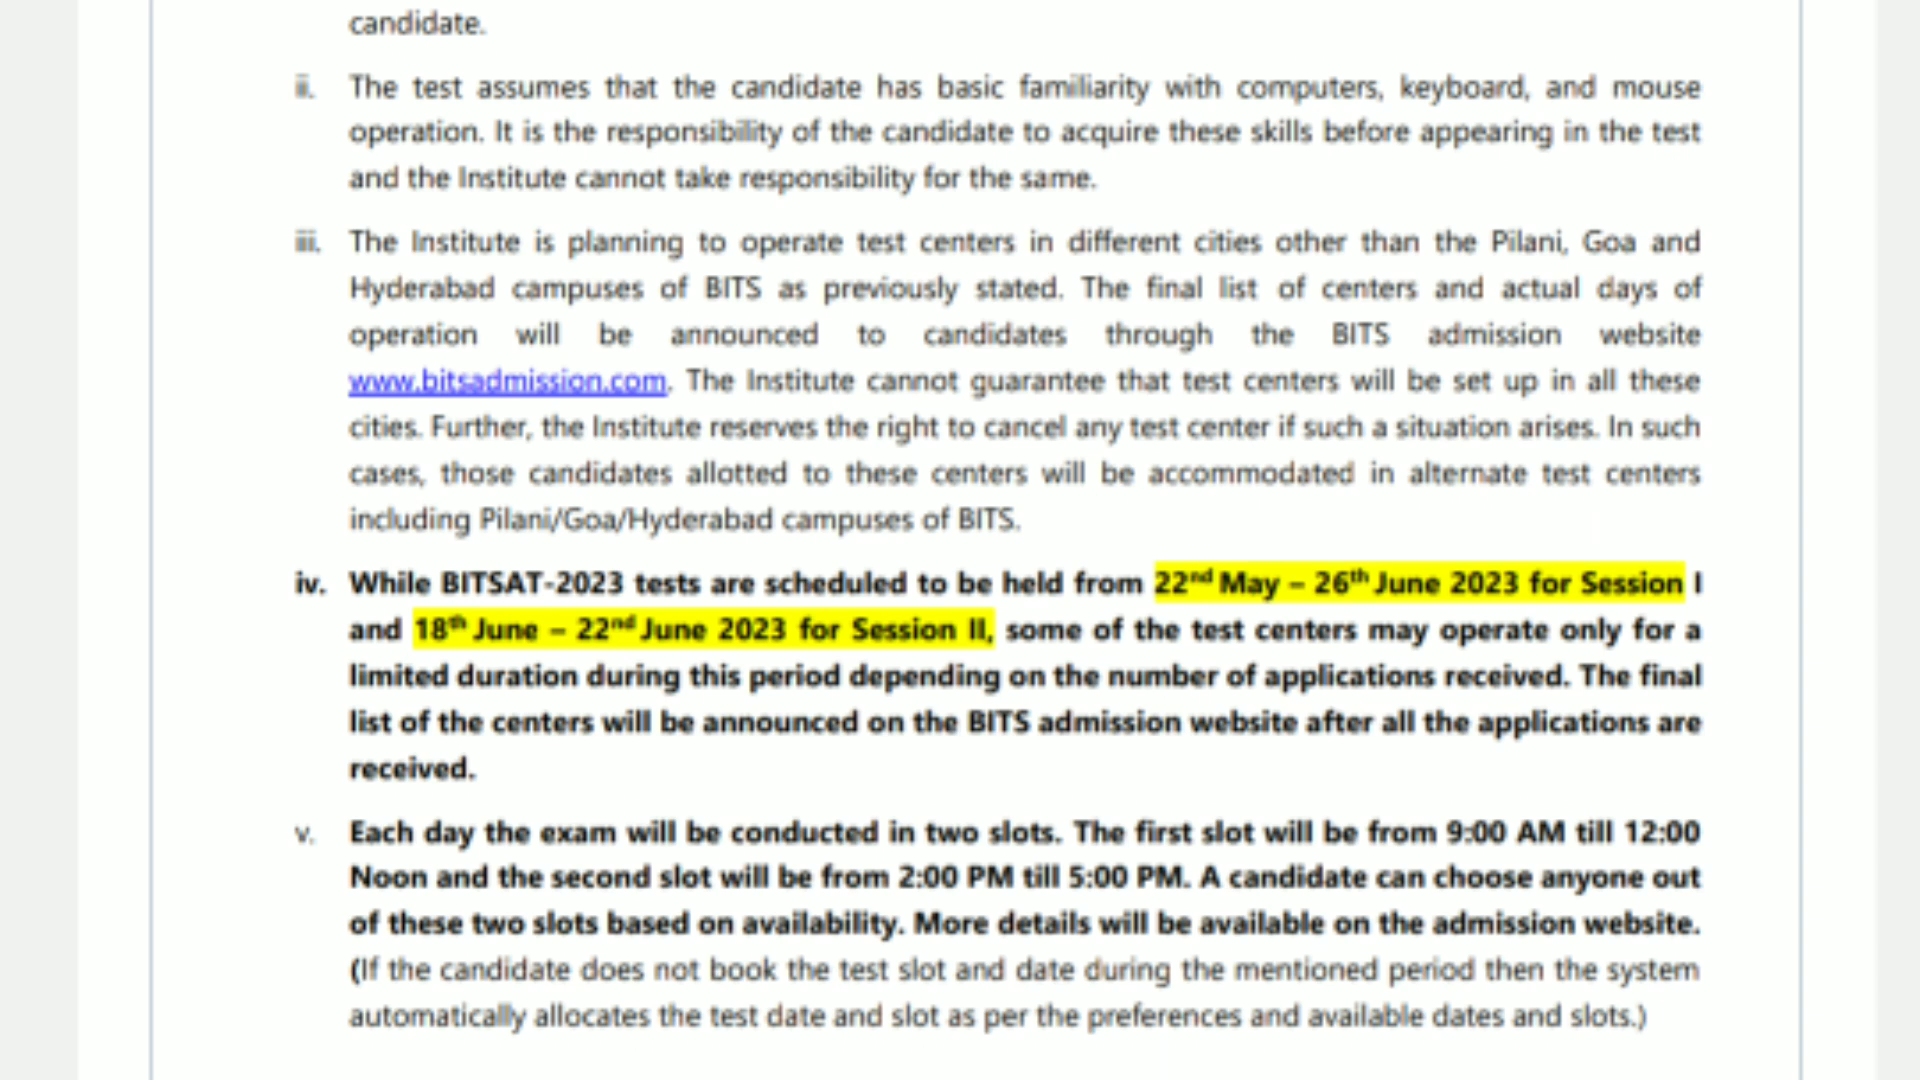 candidate.
ii. The test assumes that the candidate has basic familiarity with computers, keyboard, and mouse
operation. It is the responsibility of the candidate to acquire these skills before appearing in the test
and the Institute cannot take responsibility for the same.
iii. The Institute is planning to operate test centers in different cities other than the Pilani, Goa and
Hyderabad campuses of BITS as previously stated. The final list of centers and actual days of
operation will be announced to candidates through the BITS admission website
www.bitsadmission.com. The Institute cannot guarantee that test centers will be set up in all these
cities. Further, the Institute reserves the right to cancel any test center if such a situation arises. In such
cases, those candidates allotted to these centers will be accommodated in alternate test centers
including Pilani/Goa/Hyderabad campuses of BITS.
iv. While BITSAT-2023 tests are scheduled to be held from 22nd May – 26th June 2023 for Session I
and 18th June – 22nd June 2023 for Session II, some of the test centers may operate only for a
limited duration during this period depending on the number of applications received. The final
list of the centers will be announced on the BITS admission website after all the applications are
received.
v. Each day the exam will be conducted in two slots. The first slot will be from 9:00 AM till 12:00
Noon and the second slot will be from 2:00 PM till 5:00 PM. A candidate can choose anyone out
of these two slots based on availability. More details will be available on the admission website.
(If the candidate does not book the test slot and date during the mentioned period then the system
automatically allocates the test date and slot as per the preferences and available dates and slots.)